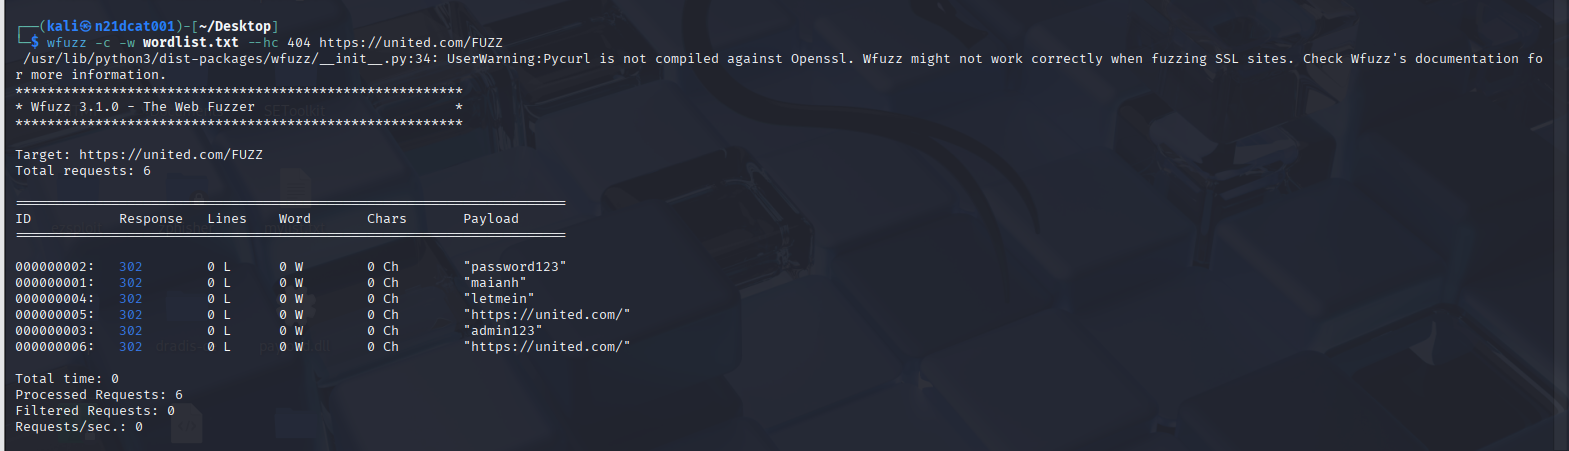 ┌──(kali㉿n21dcat001)-[~/Desktop]
└─$ wfuzz -c -w wordlist.txt --hc 404 https://united.com/FUZZ
/usr/lib/python3/dist-packages/wfuzz/__init__.py:34: UserWarning:Pycurl is not compiled against Openssl. Wfuzz might not work correctly when fuzzing SSL sites. Check Wfuzz's documentation fo
r more information.
********************************************************
* Wfuzz 3.1.0 - The Web Fuzzer                         *
********************************************************
Target: https://united.com/FUZZ
Total requests: 6
=====================================================================
ID           Response   Lines    Word       Chars       Payload
=====================================================================
000000002:   302        0 L      0 W        0 Ch        "password123"
000000001:   302        0 L      0 W        0 Ch        "maianh"
000000004:   302        0 L      0 W        0 Ch        "letmein"
000000005:   302        0 L      0 W        0 Ch        "https://united.com/"
000000003:   302        0 L      0 W        0 Ch        "admin123"
000000006:   302        0 L      0 W        0 Ch        "https://united.com/"
Total time: 0
Processed Requests: 6
Filtered Requests: 0
Requests/sec.: 0